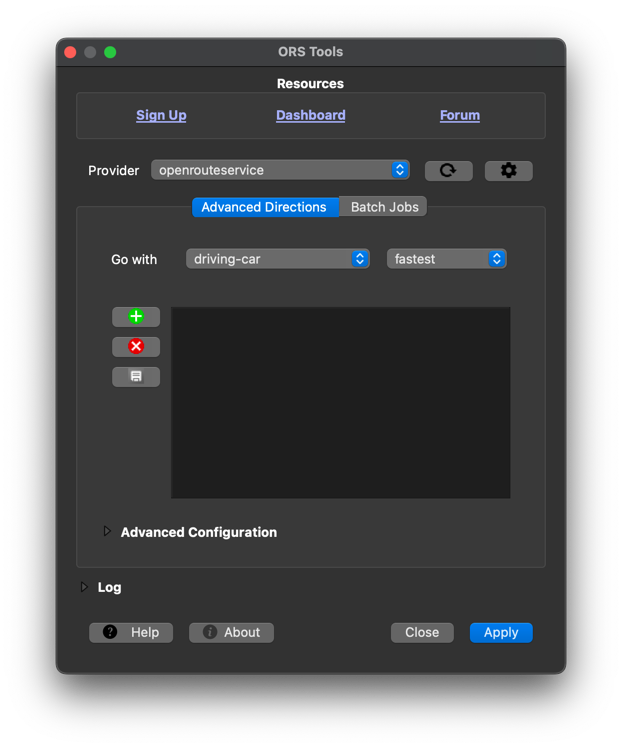 ORS Tools
Resources
Sign Up Dashboard Forum
Provider openrouteservice
Advanced Directions Batch Jobs
Go with driving-car fastest
Advanced Configuration
Log
? Help i About Close Apply